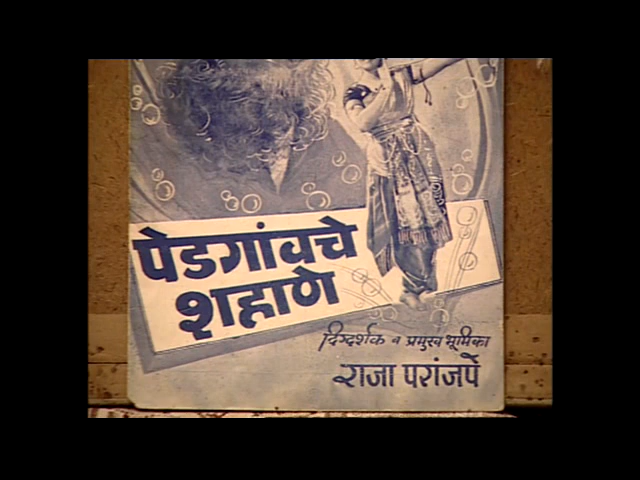 पेडगांवचे
शहाणे
दिग्दर्शक व प्रमुख भूमिका
राजा परांजपे